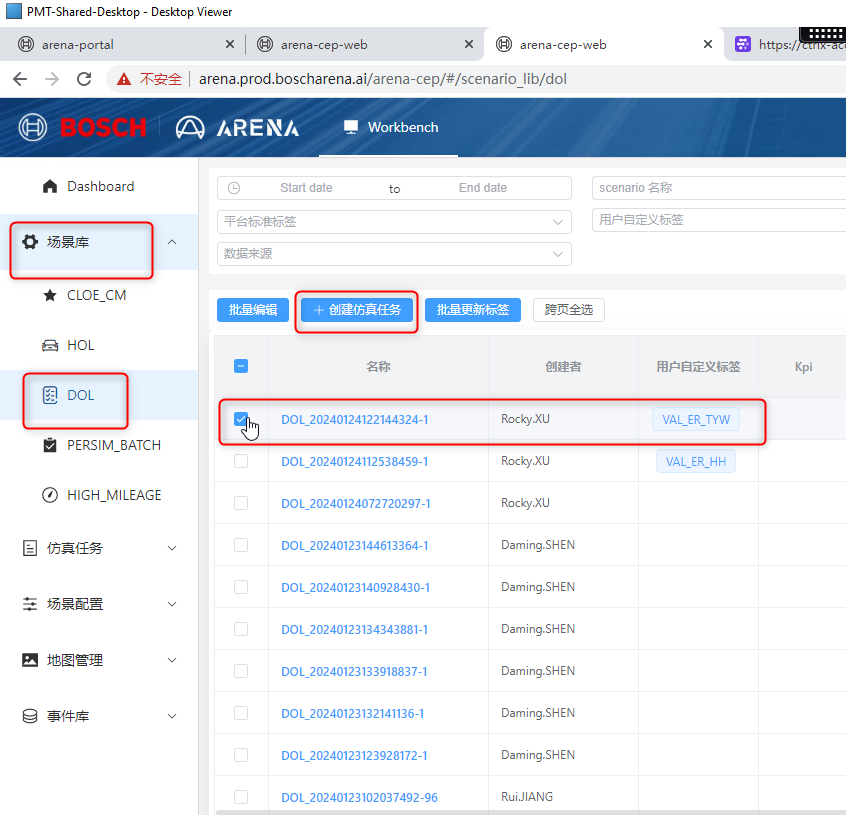 PMT-Shared-Desktop - Desktop Viewer
arena-portal
arena-cep-web
arena-cep-web
不安全
arena.prod.boscharena.ai/arena-cep/#/scenario_lib/dol
BOSCH ARENA Workbench
Dashboard
场景库
CLOE_CM
HOL
DOL
PERSIM_BATCH
HIGH_MILEAGE
仿真任务
场景配置
地图管理
事件库
Start date to End date
scenario 名称
平台标准标签
用户自定义标签
数据来源
批量编辑
+ 创建仿真任务
批量更新标签
跨页全选
名称 创建者 用户自定义标签 Kpi
DOL_20240124122144324-1 Rocky.XU VAL_ER_TYW
DOL_20240124112538459-1 Rocky.XU VAL_ER_HH
DOL_20240124072720297-1 Rocky.XU
DOL_20240123144613364-1 Daming.SHEN
DOL_20240123140928430-1 Daming.SHEN
DOL_20240123134343881-1 Daming.SHEN
DOL_20240123133918837-1 Daming.SHEN
DOL_20240123132141136-1 Daming.SHEN
DOL_20240123123928172-1 Daming.SHEN
DOL_20240123102037492-96 RuiJIANG